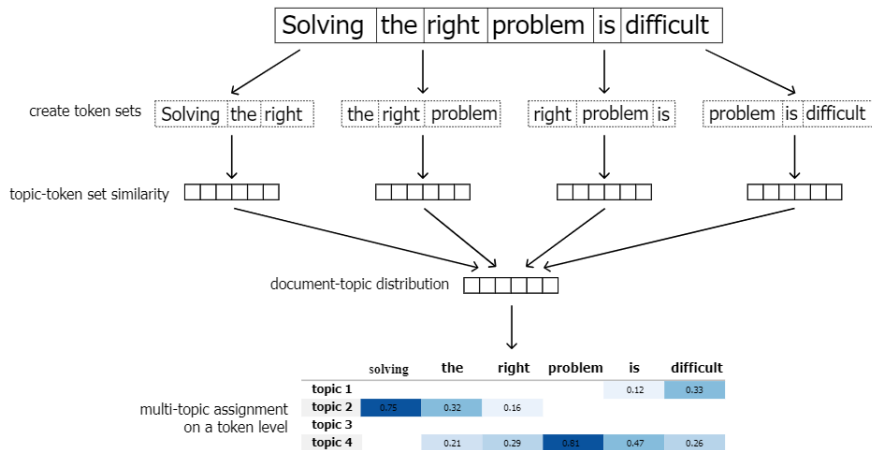 Solving the right problem is difficult
create token sets
Solving the right
the right problem
right problem is
problem is difficult
topic-token set similarity
document-topic distribution
solving the right problem is difficult
topic 1 0.12 0.33
topic 2 0.75 0.32 0.16
topic 3
topic 4 0.21 0.29 0.81 0.47 0.26
multi-topic assignment
on a token level